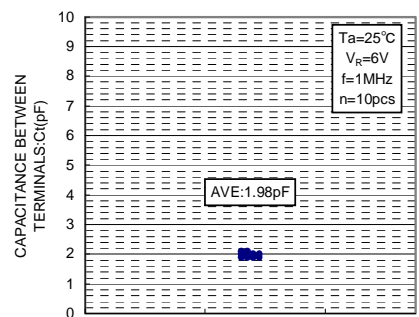 10
9
8
7
6
5
4
3
2
1
0
CAPACITANCE BETWEEN
TERMINALS:Ct(pF)
Ta=25°C
VR=6V
f=1MHz
n=10pcs
AVE:1.98pF